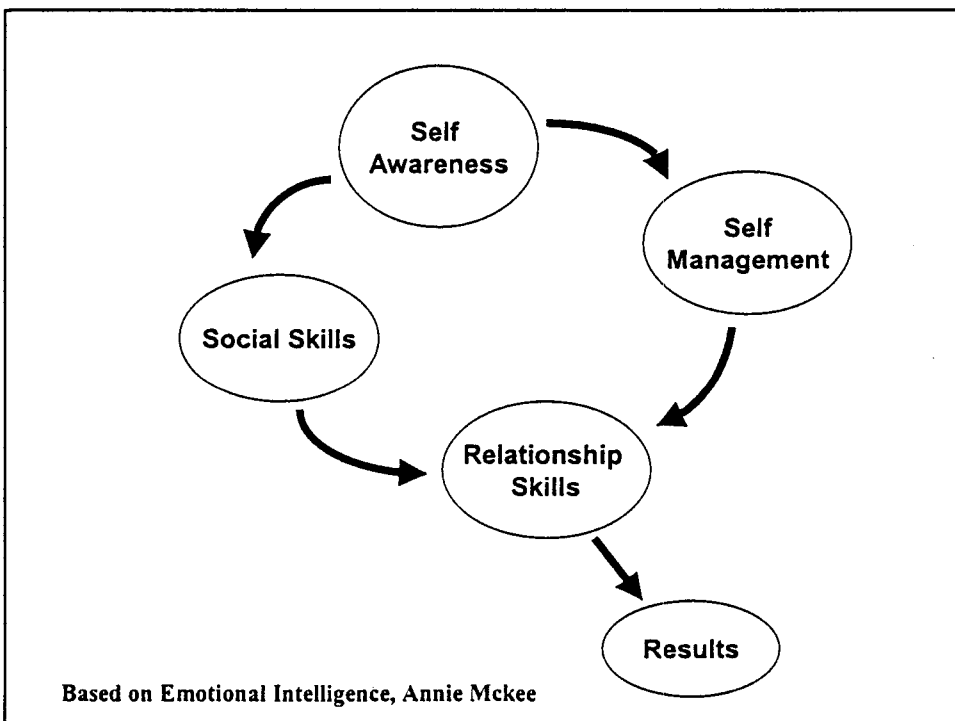 Self
Awareness
Self
Management
Social Skills
Relationship
Skills
Results
Based on Emotional Intelligence, Annie Mckee